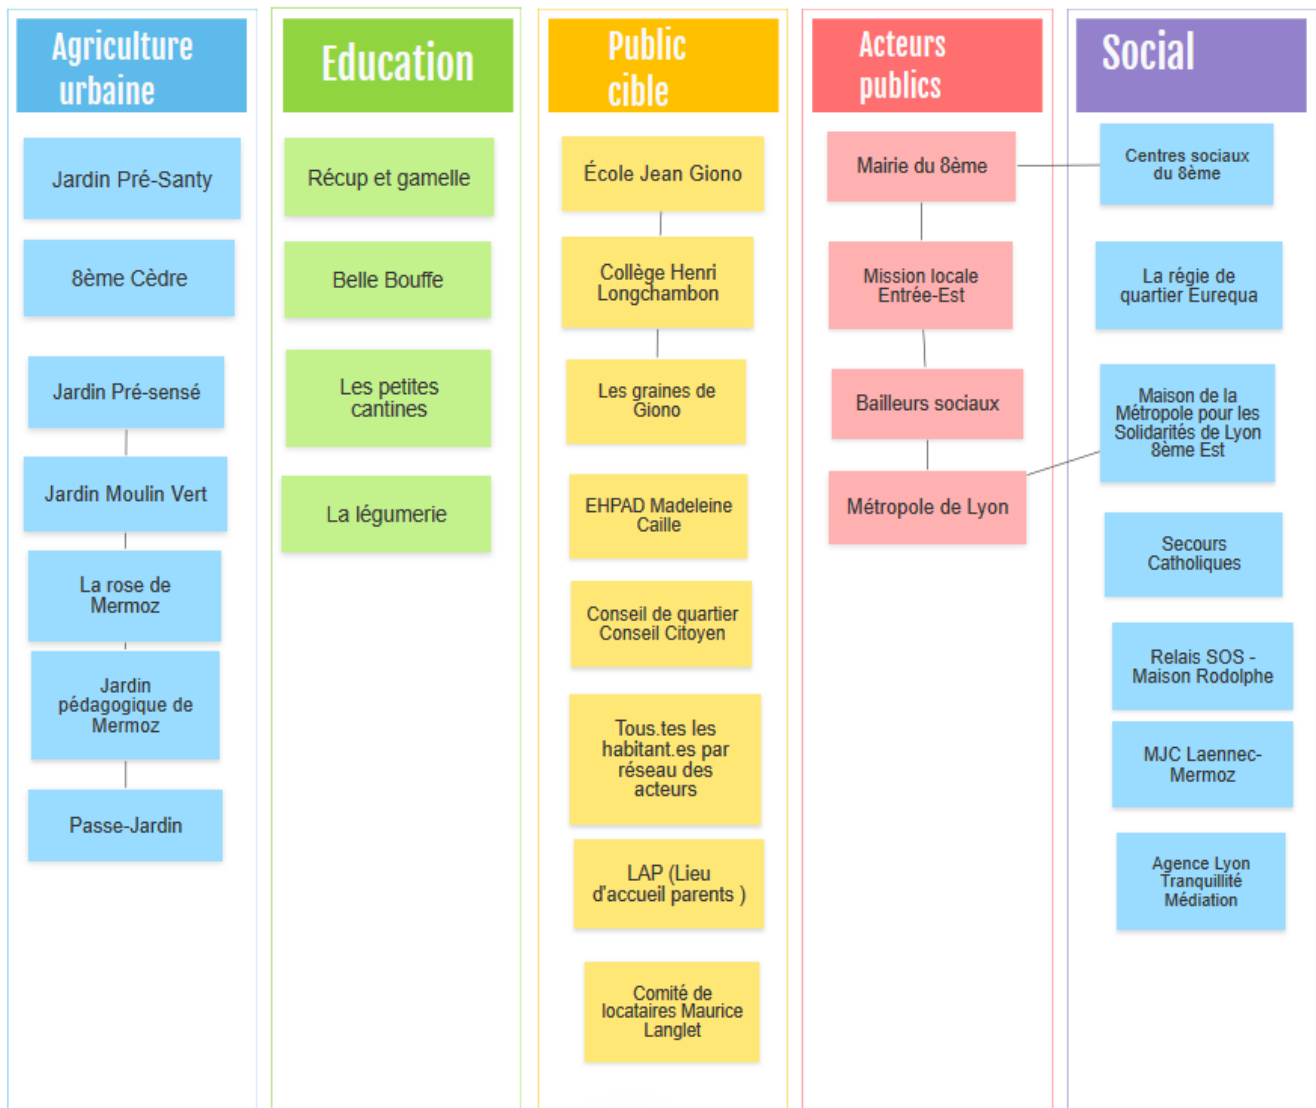 Agriculture
urbaine
Jardin Pré-Santy
8ème Cèdre
Jardin Pré-sensé
Jardin Moulin Vert
La rose de
Mermoz
Jardin
pédagogique de
Mermoz
Passe-Jardin
Education
Récup et gamelle
Belle Bouffe
Les petites
cantines
La légumerie
Public
cible
École Jean Giono
Collège Henri
Longchambon
Les graines de
Giono
EHPAD Madeleine
Caille
Conseil de quartier
Conseil Citoyen
Tous.tes les
habitant.es par
réseau des
acteurs
LAP (Lieu
d'accueil parents )
Comité de
locataires Maurice
Langlet
Acteurs
publics
Mairie du 8ème
Mission locale
Entrée-Est
Bailleurs sociaux
Métropole de Lyon
Social
Centres sociaux
du 8ème
La régie de
quartier Eurequa
Maison de la
Métropole pour les
Solidarités de Lyon
8ème Est
Secours
Catholiques
Relais SOS -
Maison Rodolphe
MJC Laennec-
Mermoz
Agence Lyon
Tranquillité
Médiation